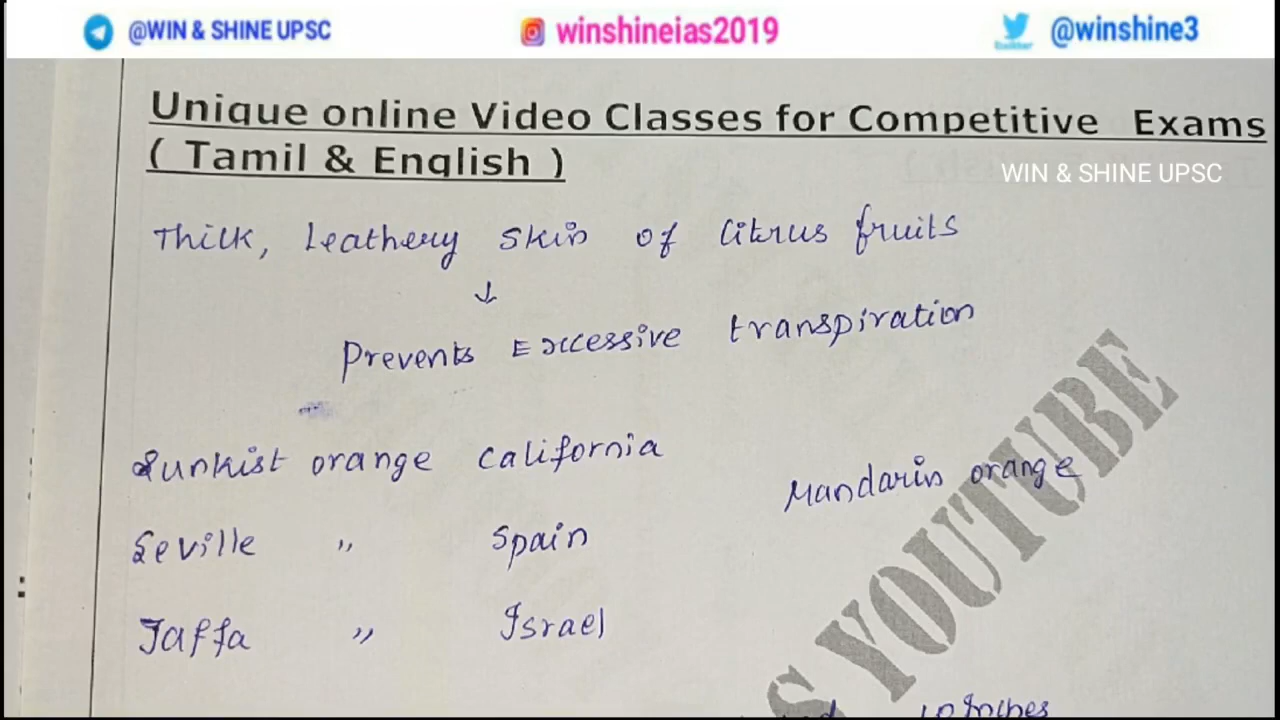 @WIN & SHINE UPSC winshineias2019 @winshine3
Unique online Video Classes for Competitive Exams
( Tamil & English )
WIN & SHINE UPSC
Thick, Leathery skin of Citrus fruits
↓
Prevents Excessive transpiration
Sunkist orange California
Mandarin orange
Seville " Spain
Jaffa " Israel
YOUTUBE